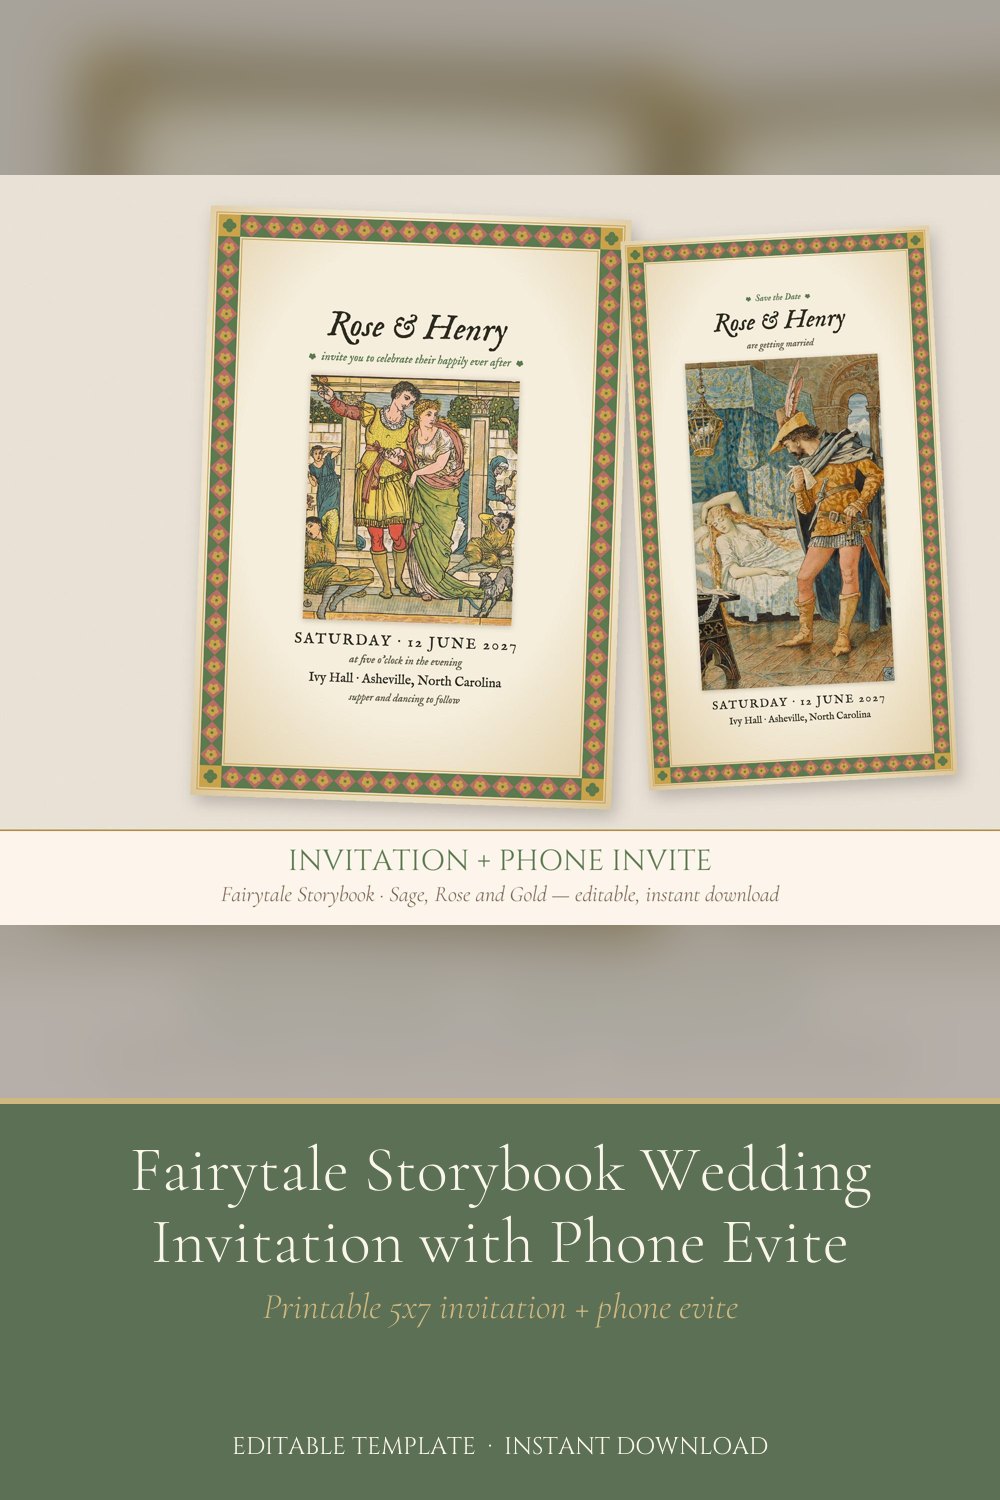 Rose & Henry
invite you to celebrate their happily ever after
SATURDAY · 12 JUNE 2027
at five o'clock in the evening
Ivy Hall · Asheville, North Carolina
supper and dancing to follow
Save the Date
Rose & Henry
are getting married
SATURDAY · 12 JUNE 2027
Ivy Hall · Asheville, North Carolina
INVITATION + PHONE INVITE
Fairytale Storybook · Sage, Rose and Gold — editable, instant download
Fairytale Storybook Wedding
Invitation with Phone Evite
Printable 5x7 invitation + phone evite
EDITABLE TEMPLATE · INSTANT DOWNLOAD